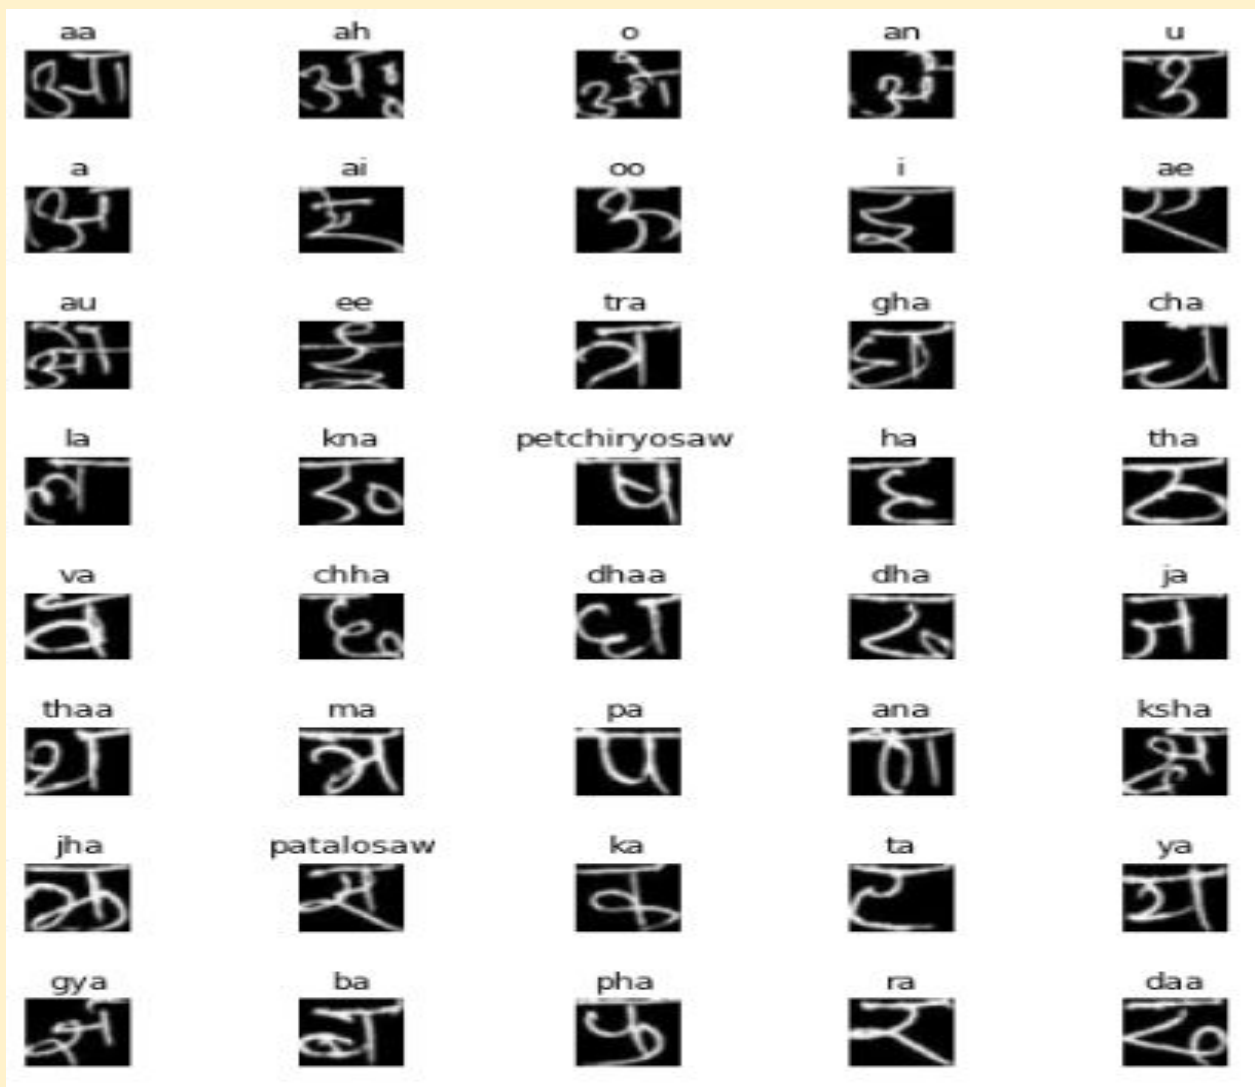 aa ah o an u
आ अः ओ अं उ
a ai oo i ae
अ ऐ ऊ इ ए
au ee tra gha cha
औ ई त्र घ च
la kna petchiryosaw ha tha
ल ङ ष ह ठ
va chha dhaa dha ja
व छ ध ढ ज
thaa ma pa ana ksha
थ म प ण क्ष
jha patalosaw ka ta ya
झ स क ट य
gya ba pha ra daa
ज्ञ ब फ र द